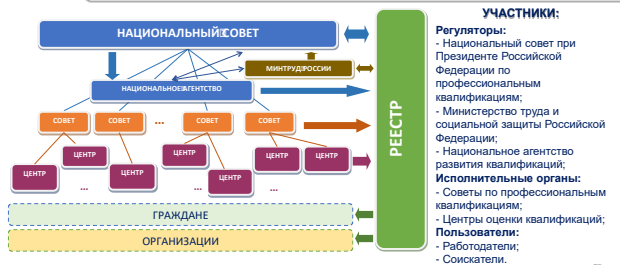 НАЦИОНАЛЬНЫЙ СОВЕТ
МИНТРУД РОССИИ
НАЦИОНАЛЬНОЕ АГЕНТСТВО
СОВЕТ СОВЕТ ... СОВЕТ СОВЕТ
ЦЕНТР ЦЕНТР ЦЕНТР ЦЕНТР
ЦЕНТР ЦЕНТР ЦЕНТР
... ... ...
ГРАЖДАНЕ
ОРГАНИЗАЦИИ
РЕЕСТР
УЧАСТНИКИ:
Регуляторы:
- Национальный совет при
Президенте Российской
Федерации по
профессиональным
квалификациям;
- Министерство труда и
социальной защиты Российской
Федерации;
- Национальное агентство
развития квалификаций;
Исполнительные органы:
- Советы по профессиональным
квалификациям;
- Центры оценки квалификаций;
Пользователи:
- Работодатели;
- Соискатели.